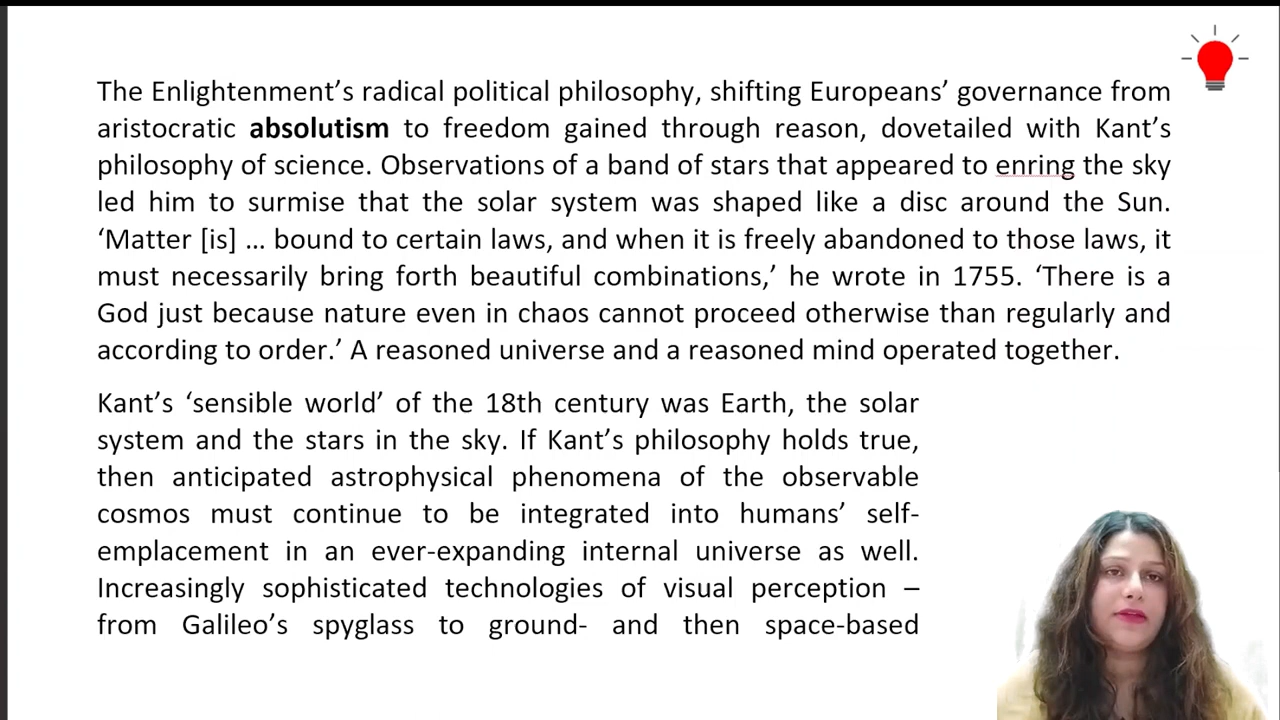 The Enlightenment’s radical political philosophy, shifting Europeans’ governance from
aristocratic absolutism to freedom gained through reason, dovetailed with Kant’s
philosophy of science. Observations of a band of stars that appeared to enring the sky
led him to surmise that the solar system was shaped like a disc around the Sun.
‘Matter [is] … bound to certain laws, and when it is freely abandoned to those laws, it
must necessarily bring forth beautiful combinations,’ he wrote in 1755. ‘There is a
God just because nature even in chaos cannot proceed otherwise than regularly and
according to order.’ A reasoned universe and a reasoned mind operated together.
Kant’s ‘sensible world’ of the 18th century was Earth, the solar
system and the stars in the sky. If Kant’s philosophy holds true,
then anticipated astrophysical phenomena of the observable
cosmos must continue to be integrated into humans’ self-
emplacement in an ever-expanding internal universe as well.
Increasingly sophisticated technologies of visual perception –
from Galileo’s spyglass to ground- and then space-based